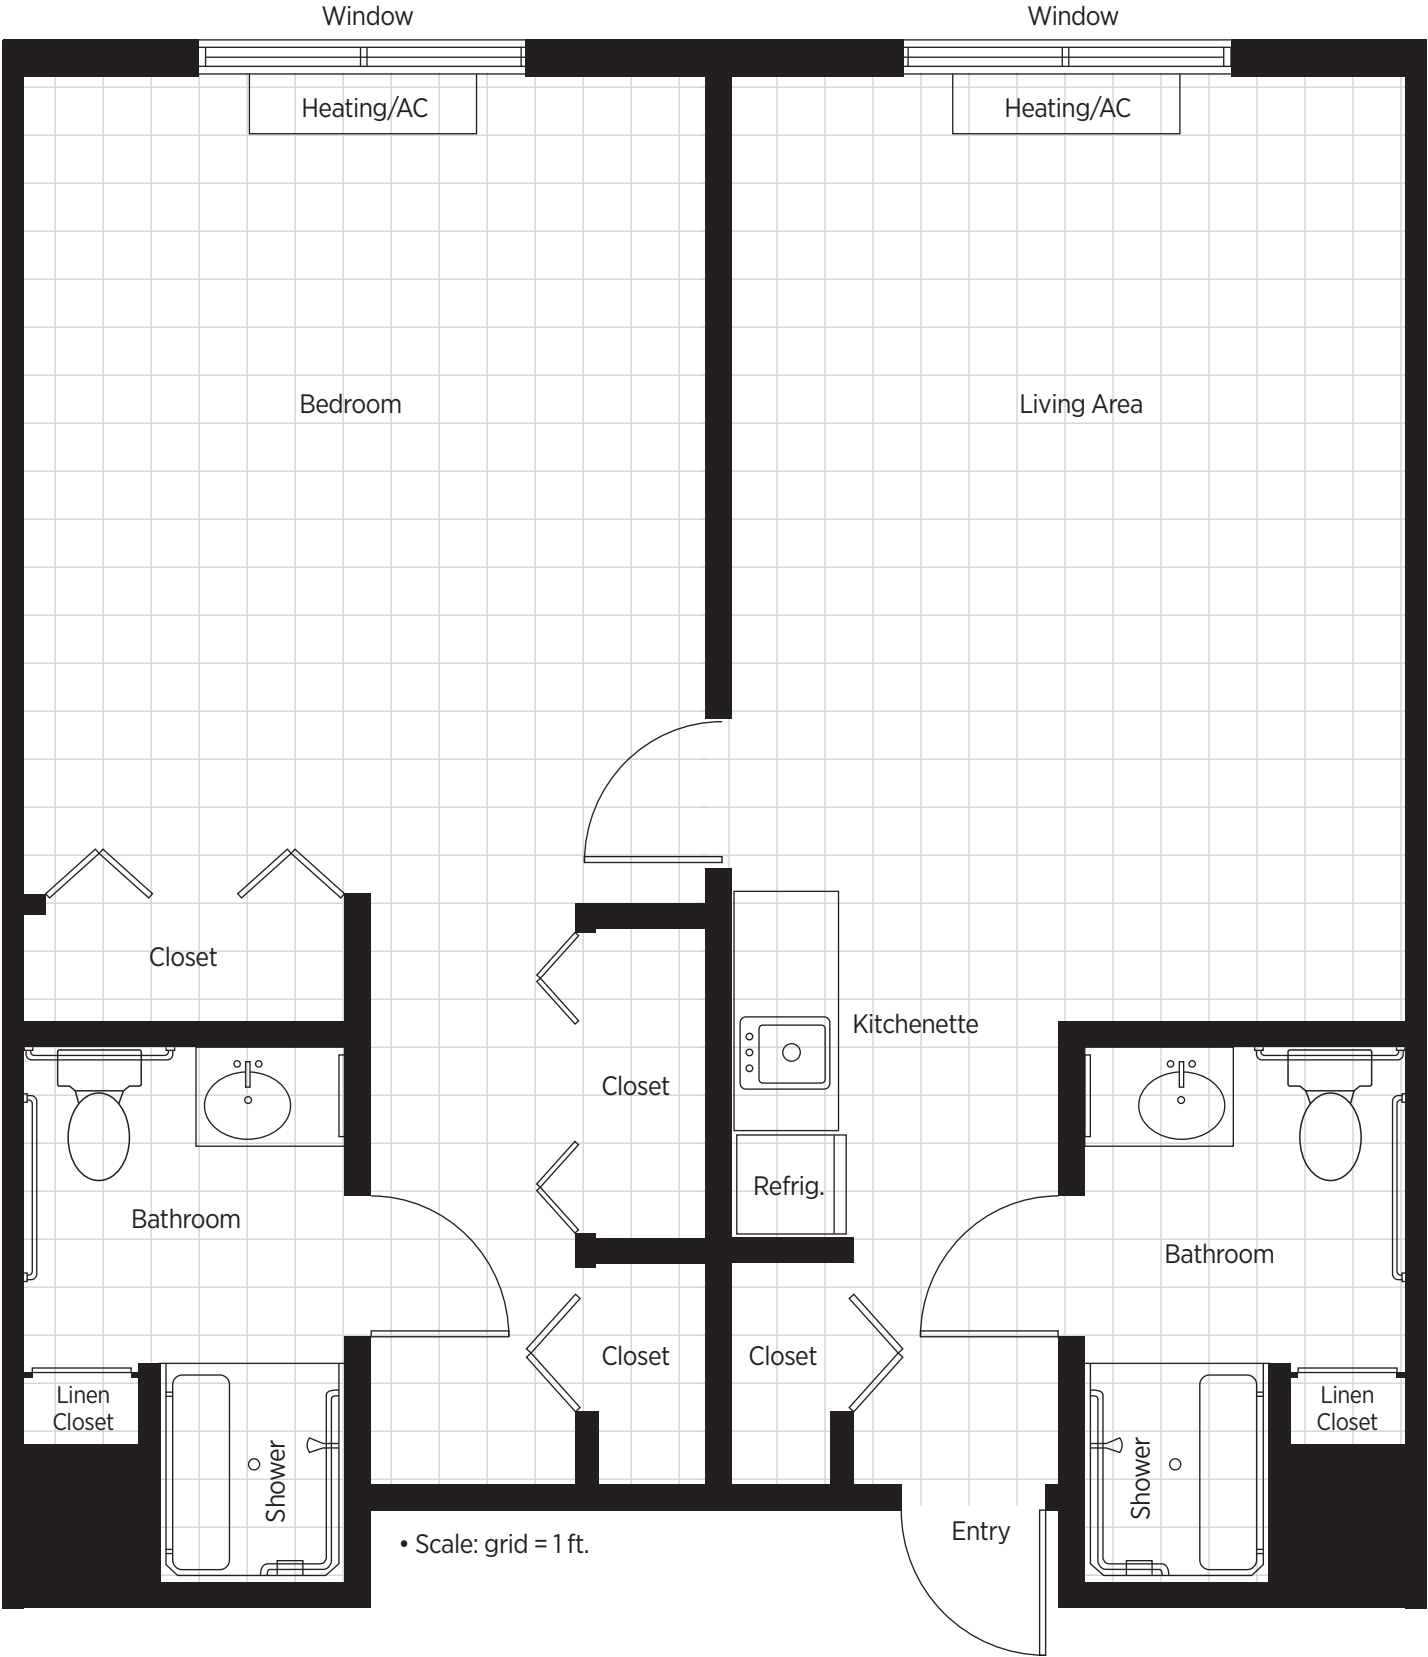 Window
Window
Heating/AC
Heating/AC
Bedroom
Living Area
Closet
Kitchenette
Closet
Refrig.
Bathroom
Bathroom
Closet
Closet
Linen
Closet
Linen
Closet
Shower
Shower
Entry
• Scale: grid = 1 ft.